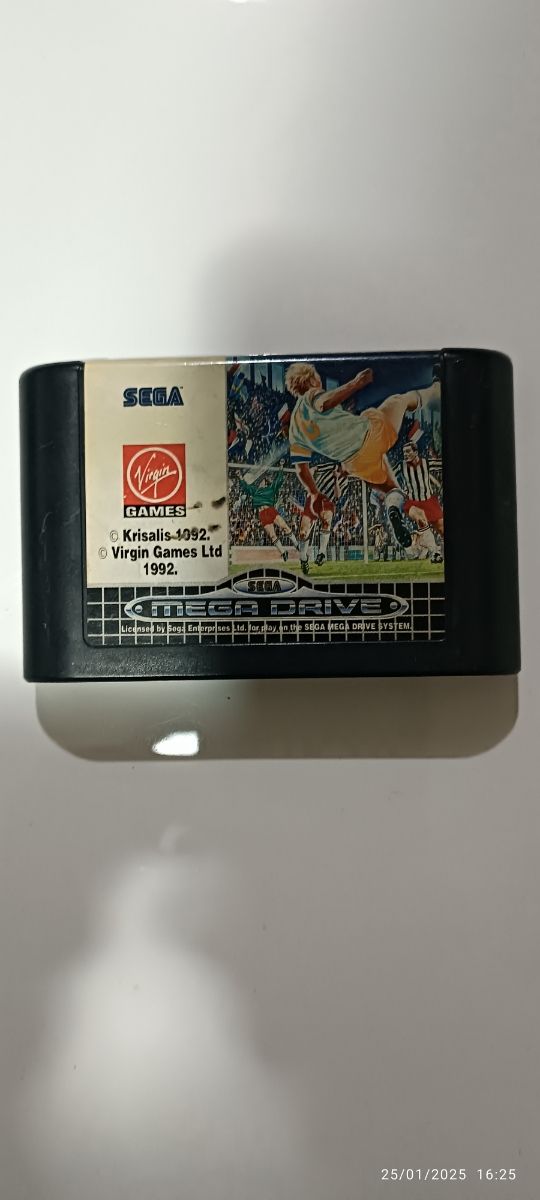 SEGA™
Virgin
GAMES
© Krisalis 1992.
© Virgin Games Ltd
1992.
SEGA
MEGA DRIVE
Licensed by Sega Enterprises Ltd. for play on the SEGA MEGA DRIVE SYSTEM.
25/01/2025 16:25